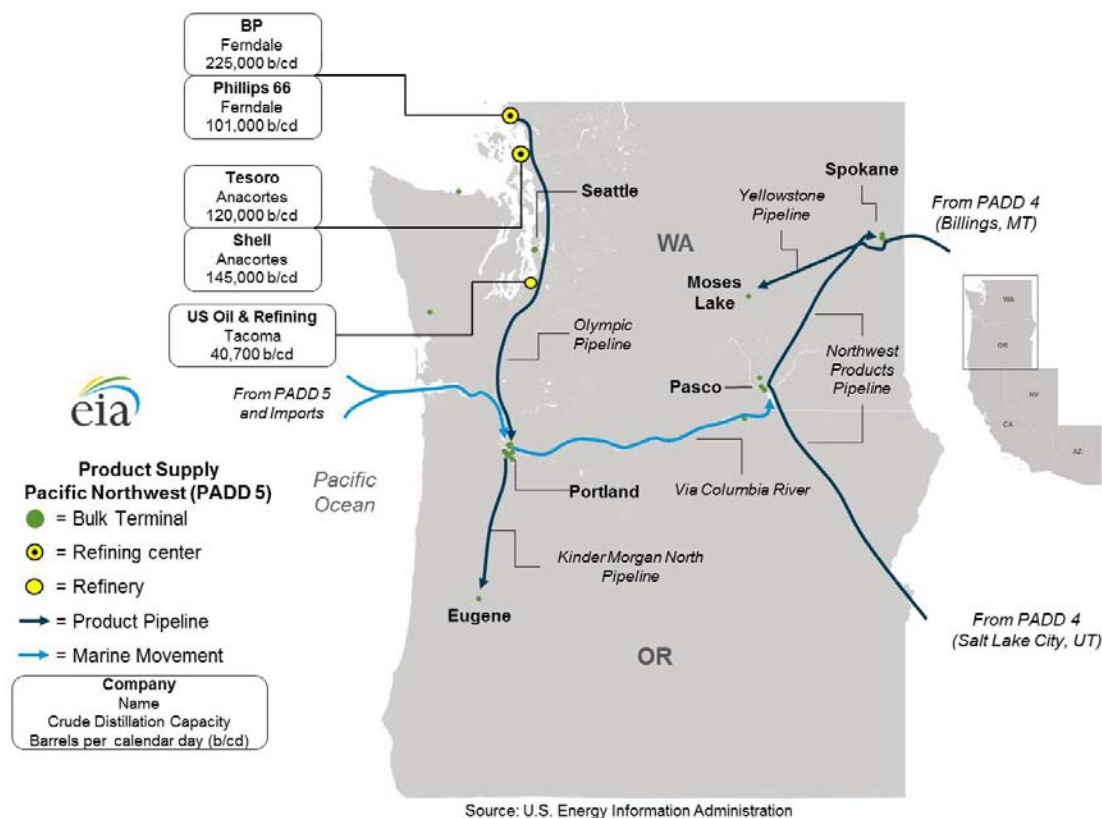 BP
Ferndale
225,000 b/cd
Phillips 66
Ferndale
101,000 b/cd
Tesoro
Anacortes
120,000 b/cd
Shell
Anacortes
145,000 b/cd
US Oil & Refining
Tacoma
40,700 b/cd
From PADD 5
and Imports
Seattle
WA
Spokane
Yellowstone
Pipeline
From PADD 4
(Billings, MT)
Moses
Lake
Olympic
Pipeline
Northwest
Products
Pipeline
Pasco
Portland
Via Columbia River
Pacific
Ocean
Kinder Morgan North
Pipeline
Eugene
OR
From PADD 4
(Salt Lake City, UT)
WA
OR
NV
CA
AZ
eia
Product Supply
Pacific Northwest (PADD 5)
= Bulk Terminal
= Refining center
= Refinery
= Product Pipeline
= Marine Movement
Company
Name
Crude Distillation Capacity
Barrels per calendar day (b/cd)
Source: U.S. Energy Information Administration